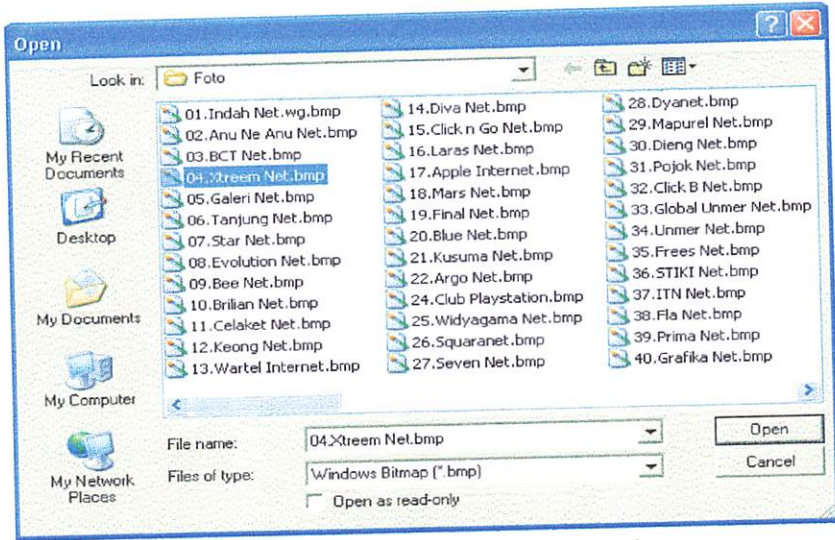 Open
Look in: Foto
My Recent
Documents
Desktop
My Documents
My Computer
My Network
Places
01.Indah Net.wg.bmp
02.Anu Ne Anu Net.bmp
03.BCT Net.bmp
04.Xtreem Net.bmp
05.Galeri Net.bmp
06.Tanjung Net.bmp
07.Star Net.bmp
08.Evolution Net.bmp
09.Bee Net.bmp
10.Brilian Net.bmp
11.Celaket Net.bmp
12.Keong Net.bmp
13.Wartel Internet.bmp
14.Diva Net.bmp
15.Click n Go Net.bmp
16.Laras Net.bmp
17.Apple Internet.bmp
18.Mars Net.bmp
19.Final Net.bmp
20.Blue Net.bmp
21.Kusuma Net.bmp
22.Argo Net.bmp
24.Club Playstation.bmp
25.Widyagama Net.bmp
26.Squaranet.bmp
27.Seven Net.bmp
28.Dyanet.bmp
29.Mapurel Net.bmp
30.Dieng Net.bmp
31.Pojok Net.bmp
32.Click B Net.bmp
33.Global Unmer Net.bmp
34.Unmer Net.bmp
35.Frees Net.bmp
36.STIKI Net.bmp
37.ITN Net.bmp
38.Fla Net.bmp
39.Prima Net.bmp
40.Grafika Net.bmp
File name: 04.Xtreem Net.bmp
Open
Files of type: Windows Bitmap (*.bmp)
Cancel
Open as read-only